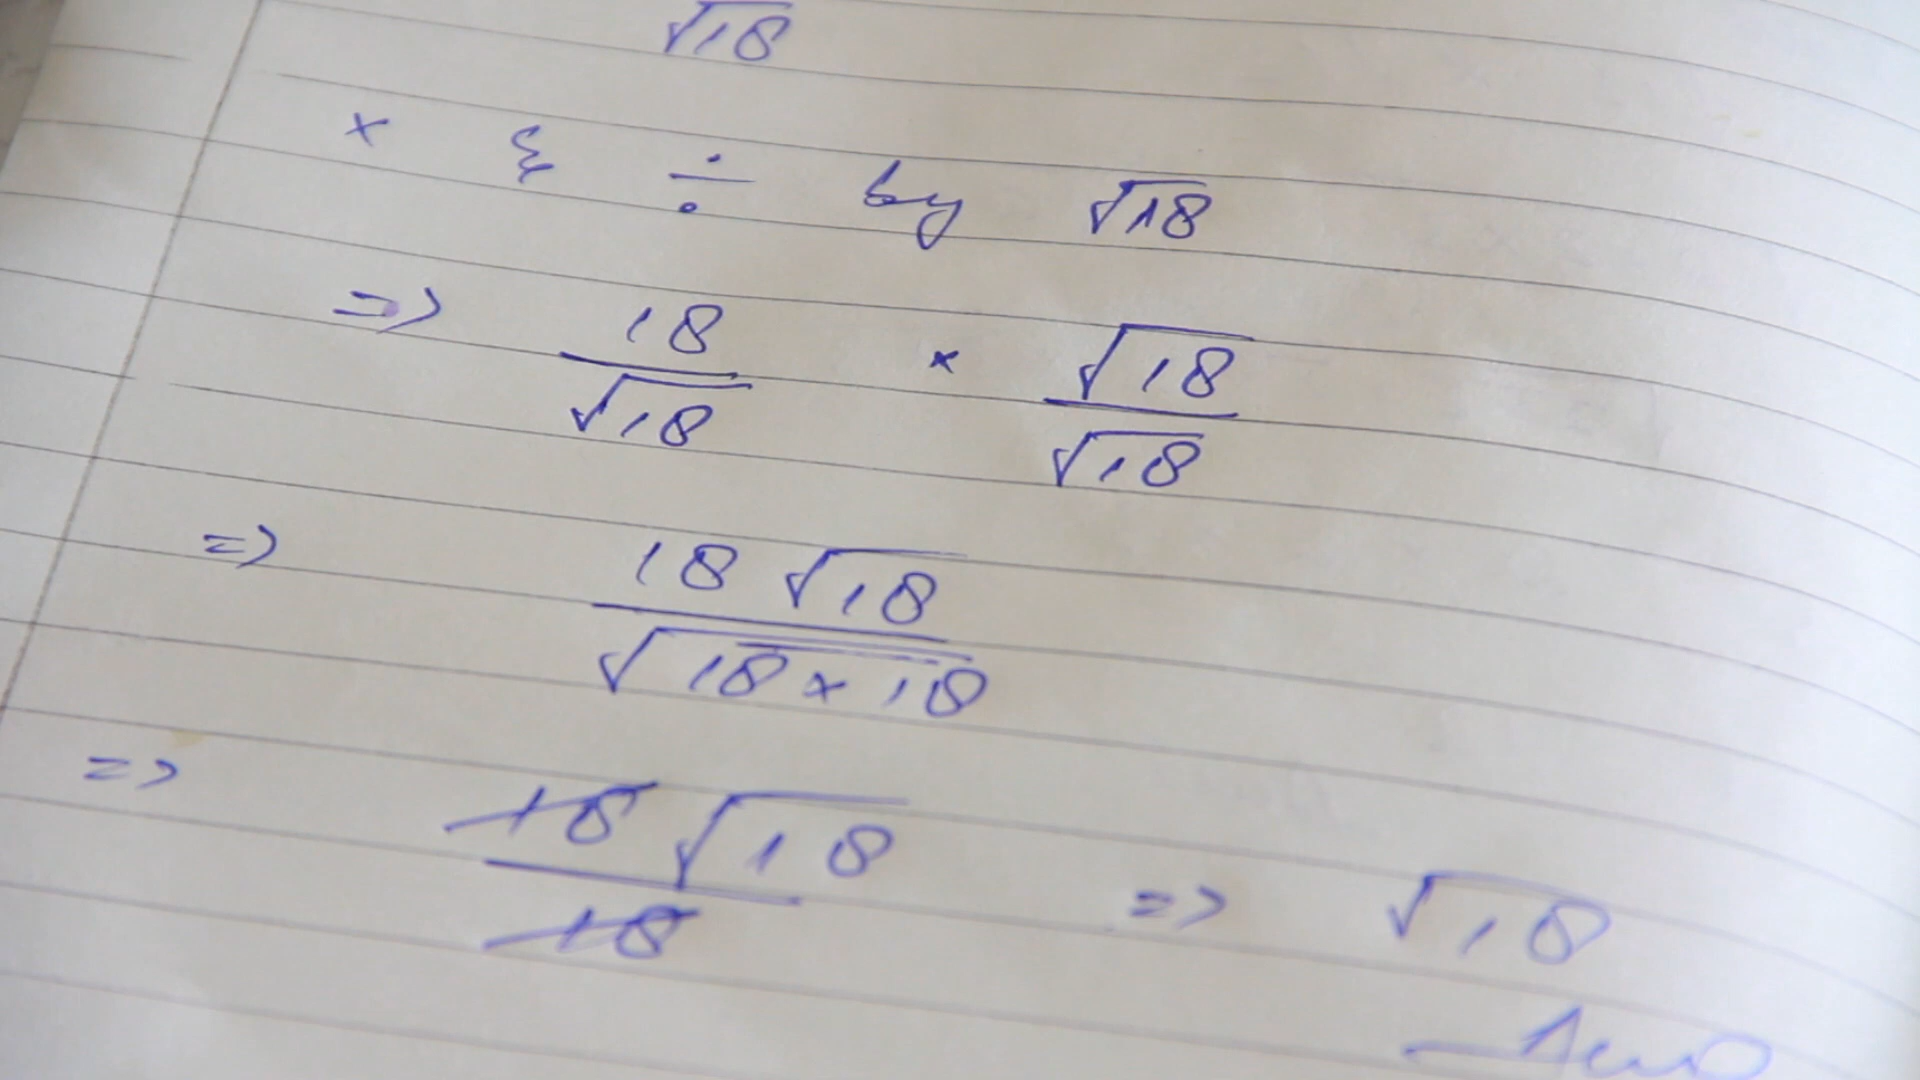 √18
× & ÷ by √18
=> 18/√18 × √18/√18
=> 18 √18 / √18×18
=> 18 √18 / 18 => √18